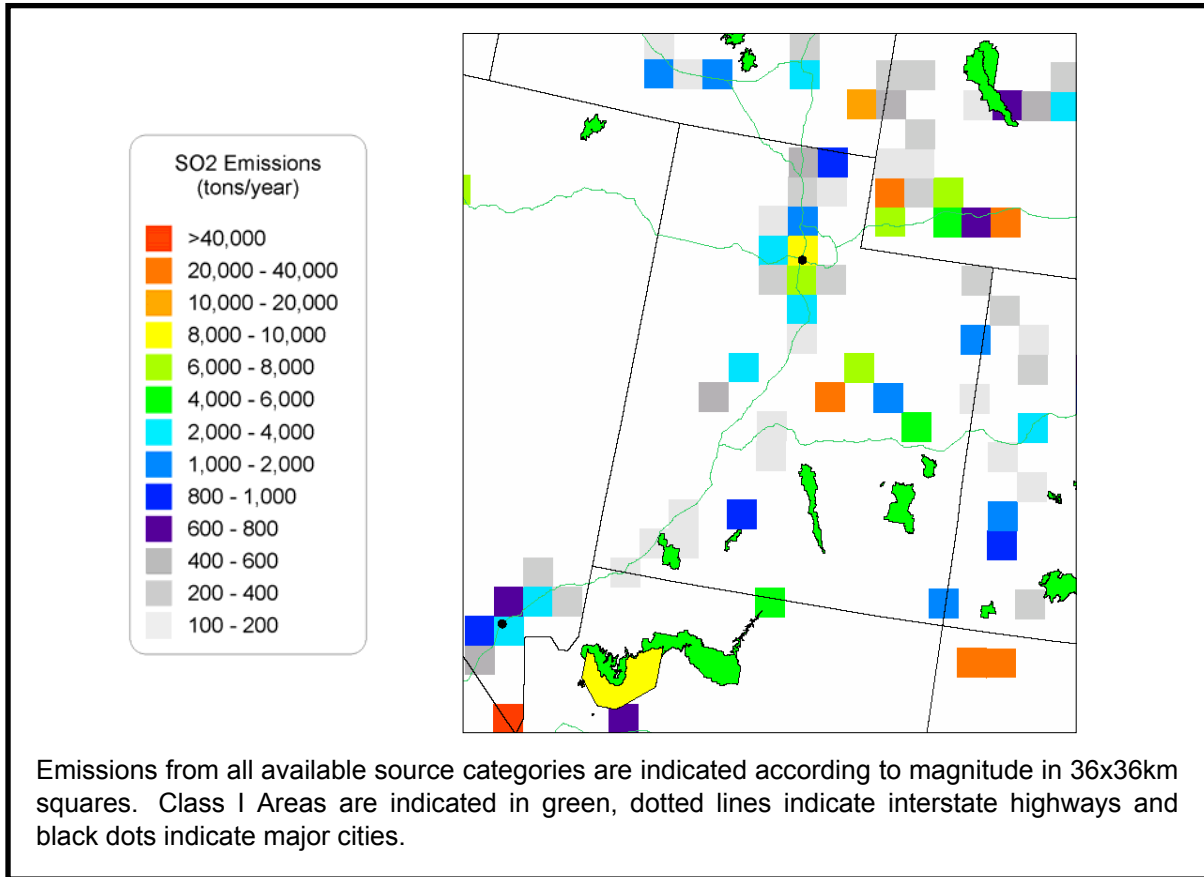 SO2 Emissions
(tons/year)
>40,000
20,000 - 40,000
10,000 - 20,000
8,000 - 10,000
6,000 - 8,000
4,000 - 6,000
2,000 - 4,000
1,000 - 2,000
800 - 1,000
600 - 800
400 - 600
200 - 400
100 - 200
Emissions from all available source categories are indicated according to magnitude in 36x36km
squares. Class I Areas are indicated in green, dotted lines indicate interstate highways and
black dots indicate major cities.